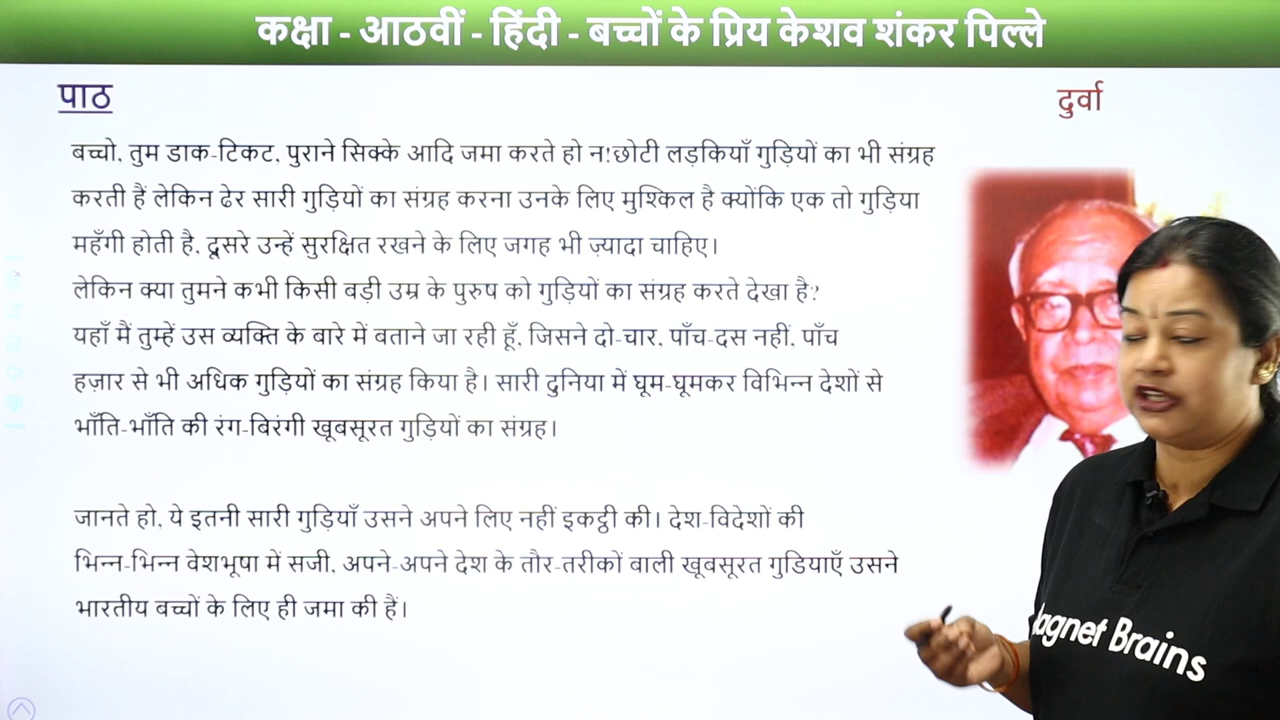 कक्षा - आठवीं - हिंदी - बच्चों के प्रिय केशव शंकर पिल्ले
पाठ
दुर्वा
बच्चो, तुम डाक-टिकट, पुराने सिक्के आदि जमा करते हो न!छोटी लड़कियाँ गुड़ियों का भी संग्रह
करती हैं लेकिन ढेर सारी गुड़ियों का संग्रह करना उनके लिए मुश्किल है क्योंकि एक तो गुड़िया
महँगी होती है, दूसरे उन्हें सुरक्षित रखने के लिए जगह भी ज़्यादा चाहिए।
लेकिन क्या तुमने कभी किसी बड़ी उम्र के पुरुष को गुड़ियों का संग्रह करते देखा है?
यहाँ मैं तुम्हें उस व्यक्ति के बारे में बताने जा रही हूँ, जिसने दो-चार, पाँच-दस नहीं, पाँच
हज़ार से भी अधिक गुड़ियों का संग्रह किया है। सारी दुनिया में घूम-घूमकर विभिन्न देशों से
भाँति-भाँति की रंग-बिरंगी खूबसूरत गुड़ियों का संग्रह।
जानते हो, ये इतनी सारी गुड़ियाँ उसने अपने लिए नहीं इकट्ठी की। देश-विदेशों की
भिन्न-भिन्न वेशभूषा में सजी, अपने-अपने देश के तौर-तरीकों बाली खूबसूरत गुडियाएँ उसने
भारतीय बच्चों के लिए ही जमा की हैं।
agnet Brains